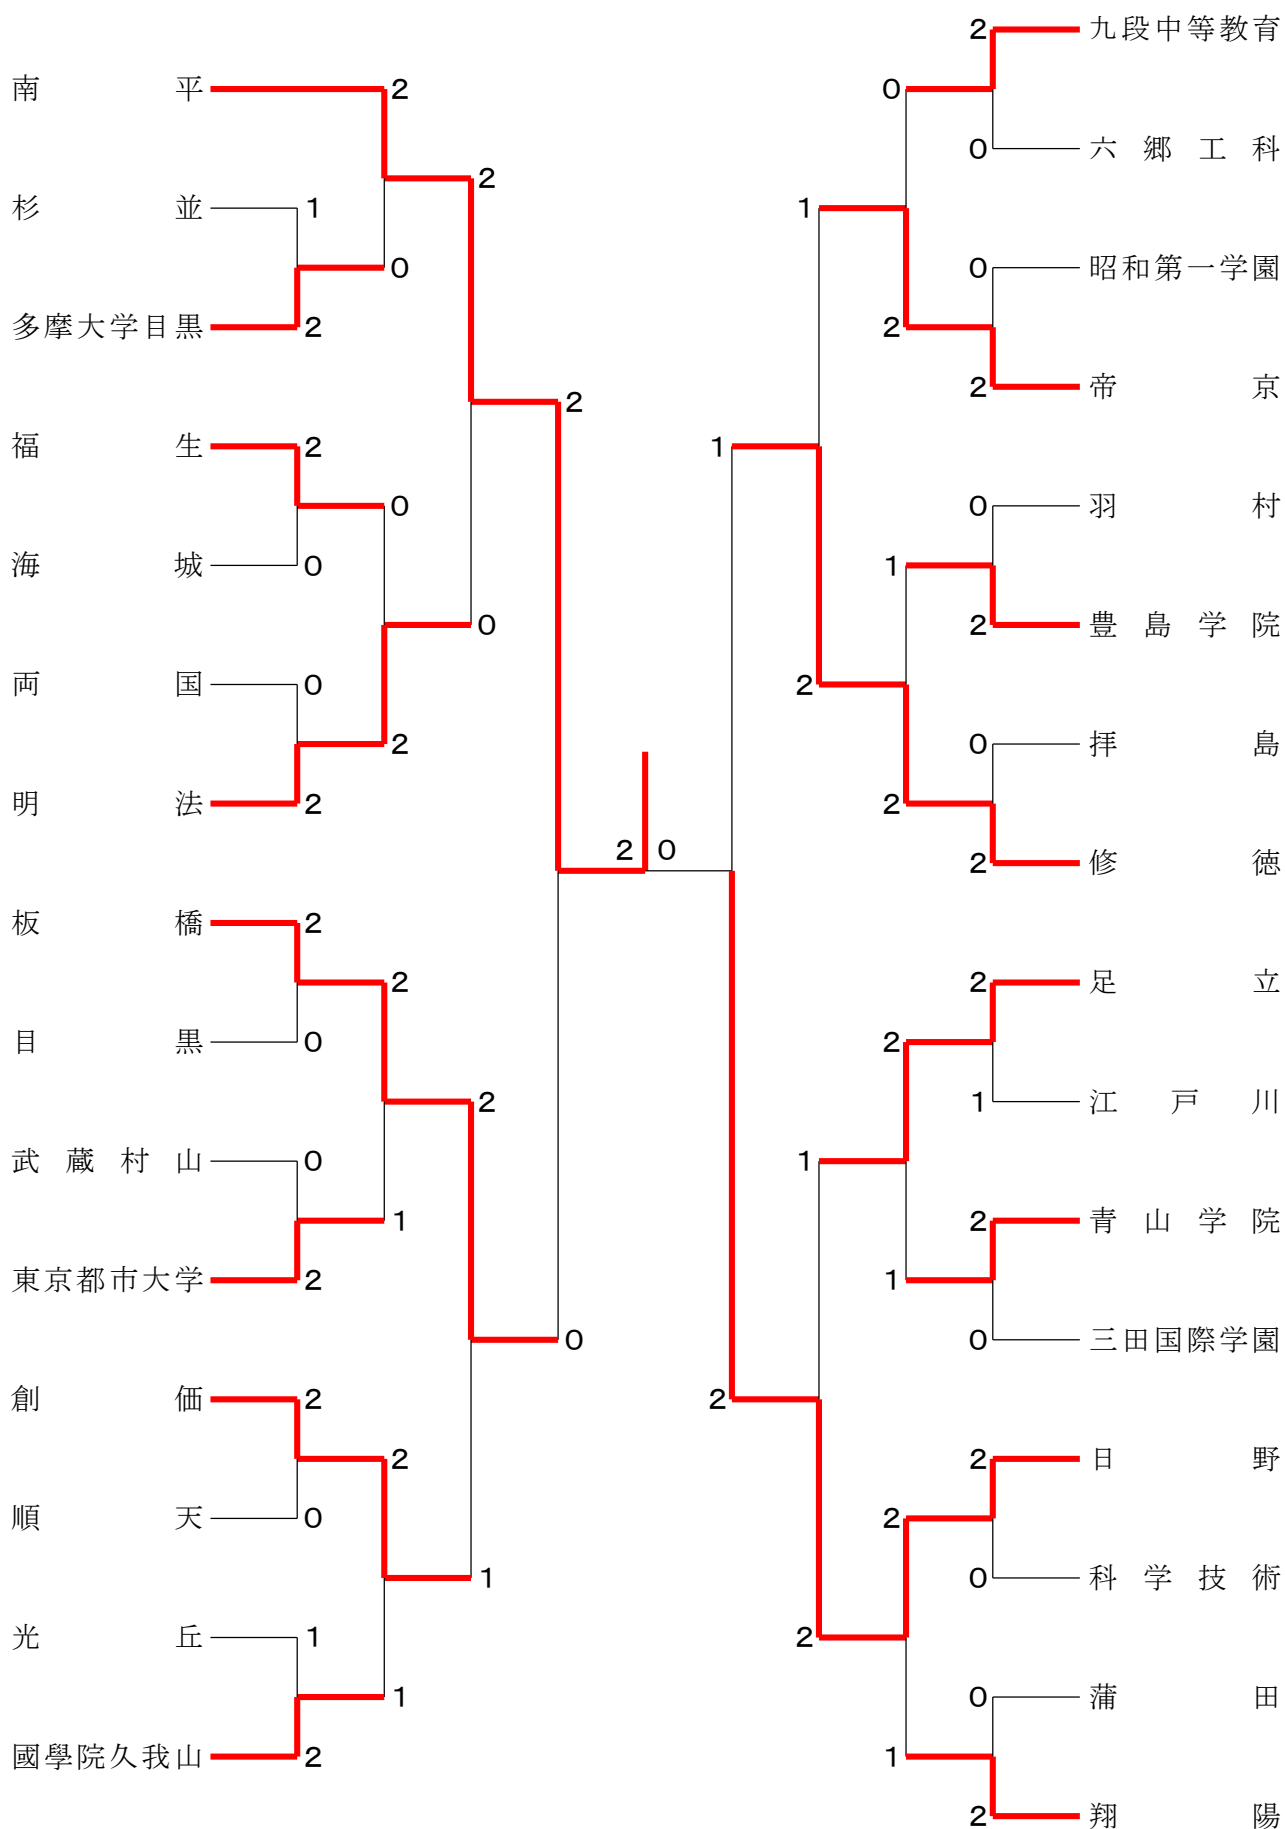 南平
杉並
多摩大学目黒
福生
海城
両国
明法
板橋
目黒
武蔵村山
東京都市大学
創価
順天
光丘
國學院久我山
2
1
0
2
2
2
0
0
0
2
2
2
0
2
0
1
2
2
2
0
1
1
2
2
0
2
1
2
0
2 0
1
2
1
2
1
2
0
2
1
2
2
1
2
1
2
0
0
2
0
2
0
2
2
1
2
0
2
0
0
2
九段中等教育
六郷工科
昭和第一学園
帝京
羽村
豊島学院
拝島
修徳
足立
江戸川
青山学院
三田国際学園
日野
科学技術
蒲田
翔陽